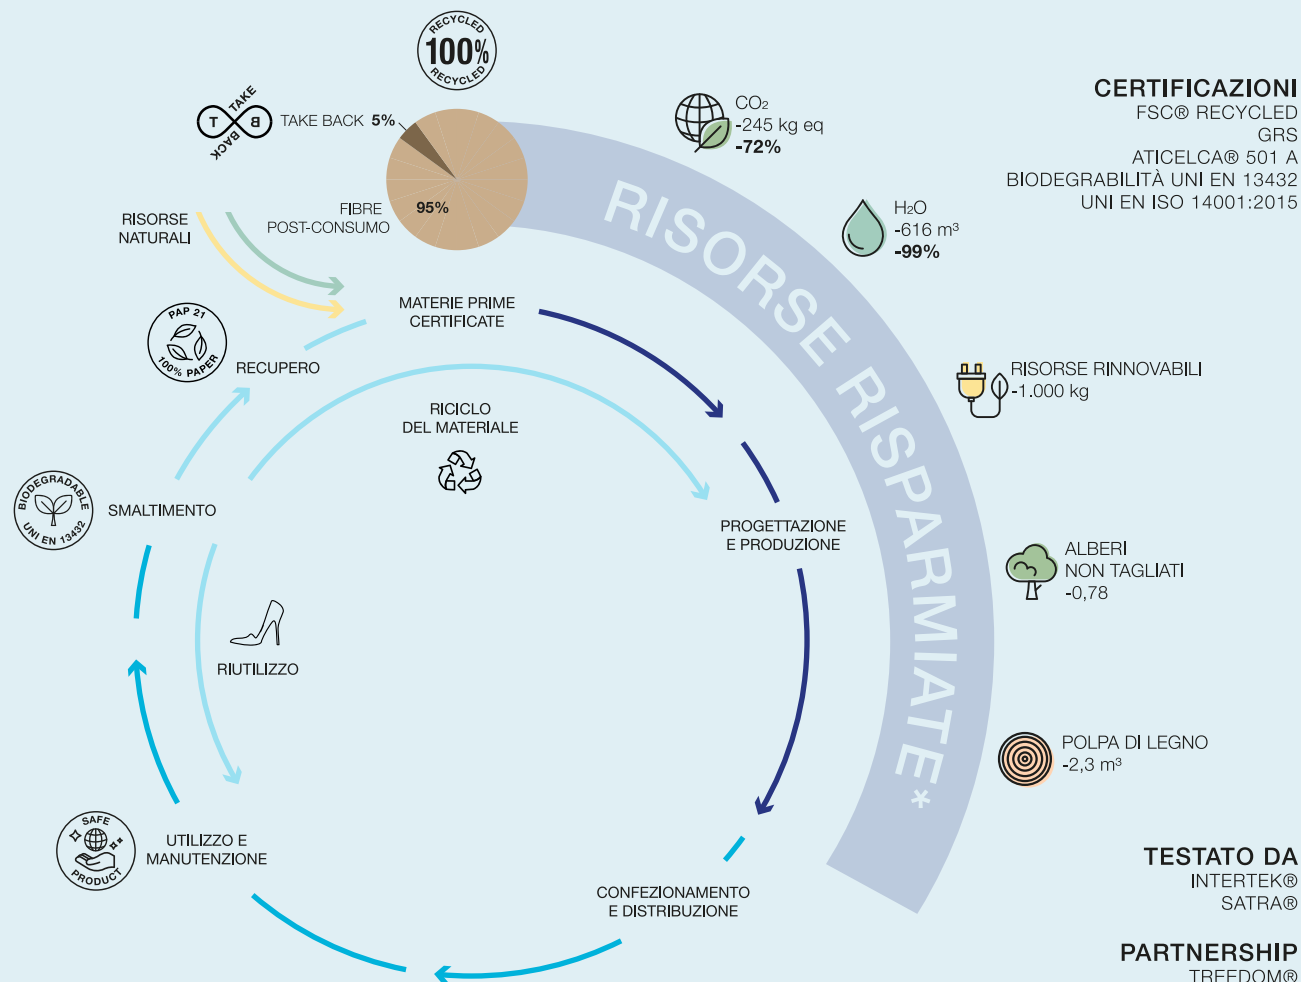 RECYCLED
100%
RECYCLED
TAKE
T B
BACK
TAKE BACK 5%
FIBRE
POST-CONSUMO
95%
CO₂
-245 kg eq
-72%
CERTIFICAZIONI
FSC® RECYCLED
GRS
ATICELCA® 501 A
BIODEGRABILITÀ UNI EN 13432
UNI EN ISO 14001:2015
RISORSE
NATURALI
H₂O
-616 m³
-99%
RISORSE RISPARMIATE*
MATERIE PRIME
CERTIFICATE
PAP 21
100% PAPER
RECUPERO
RISORSE RINNOVABILI
-1.000 kg
RICICLO
DEL MATERIALE
BIODEGRADABLE
UNI EN 13432
SMALTIMENTO
PROGETTAZIONE
E PRODUZIONE
ALBERI
NON TAGLIATI
-0,78
RIUTILIZZO
POLPA DI LEGNO
-2,3 m³
SAFE
PRODUCT
UTILIZZO E
MANUTENZIONE
CONFEZIONAMENTO
E DISTRIBUZIONE
TESTATO DA
INTERTEK®
SATRA®
PARTNERSHIP
TREEDOM®